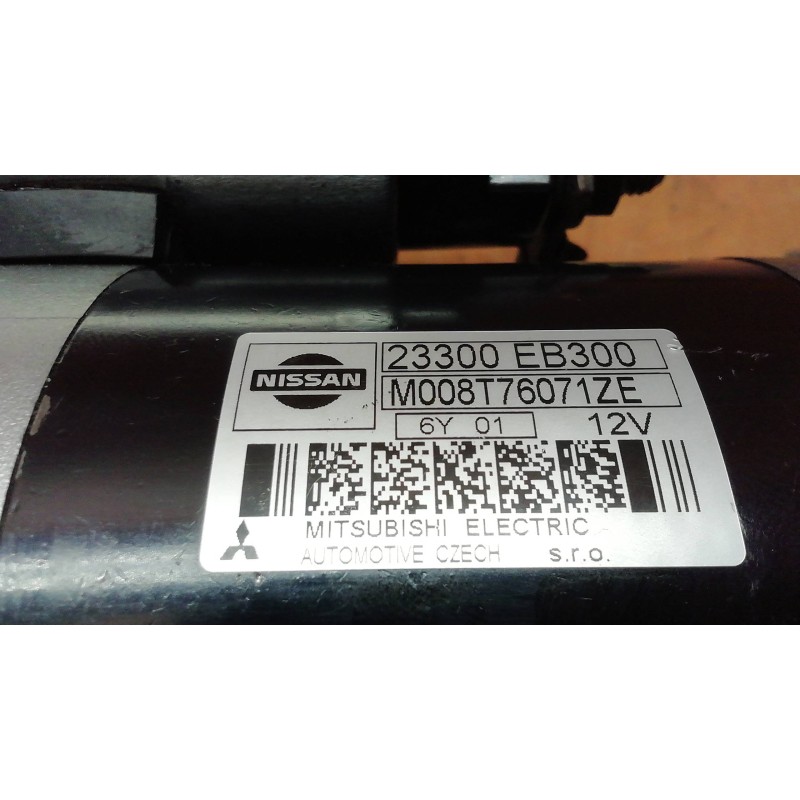 NISSAN
23300 EB300
M008T76071ZE
6Y 01
12V
MITSUBISHI ELECTRIC
AUTOMOTIVE CZECH s.r.o.